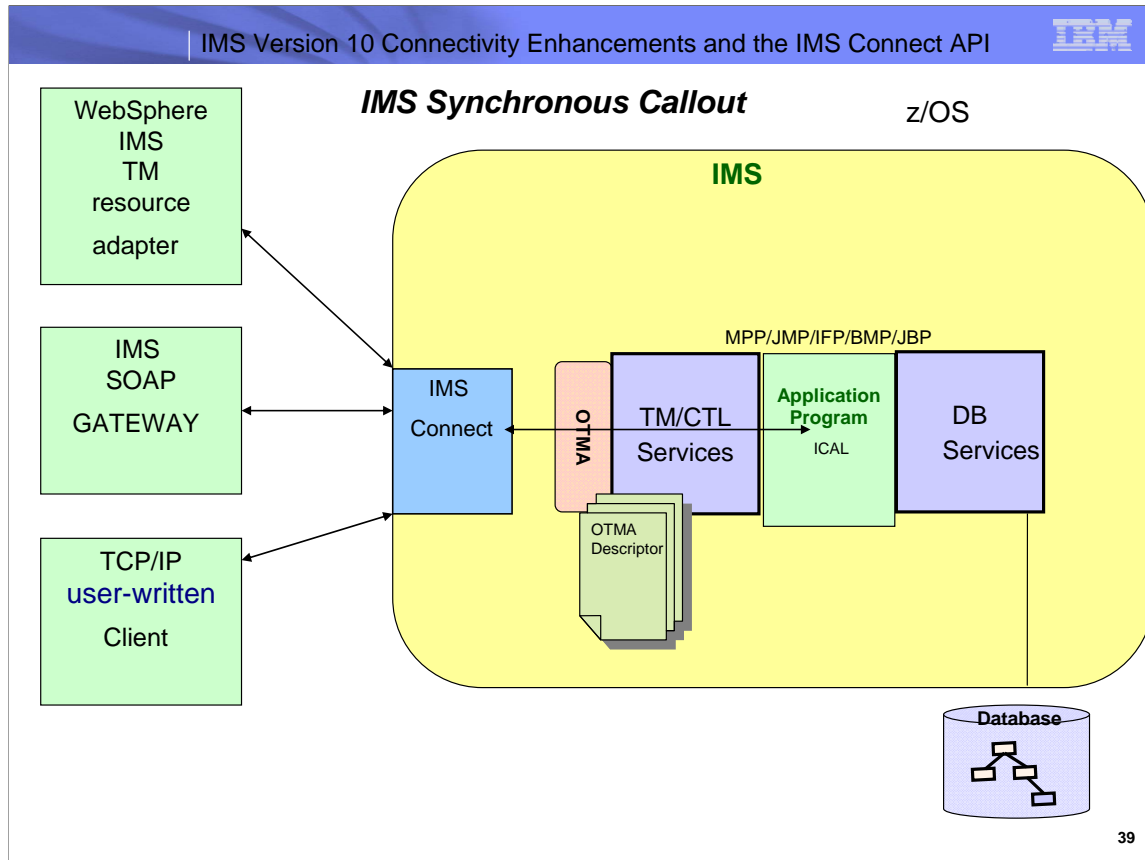 IMS Version 10 Connectivity Enhancements and the IMS Connect API
IBM
IMS Synchronous Callout
z/OS
WebSphere
IMS
TM
resource
adapter
IMS
SOAP
GATEWAY
TCP/IP
user-written
Client
IMS
IMS
Connect
OTMA
TM/CTL
Services
OTMA
Descriptor
MPP/JMP/IFP/BMP/JBP
Application
Program
ICAL
DB
Services
Database
39